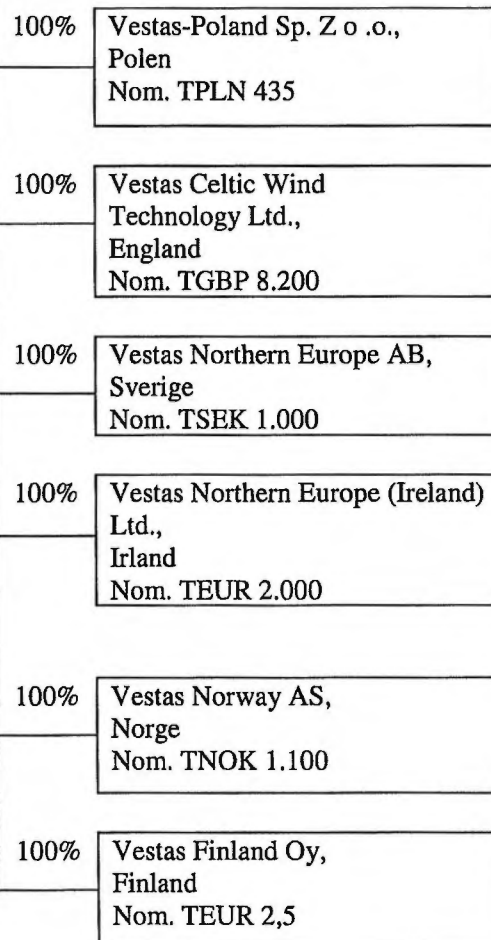 100%
Vestas-Poland Sp. Z o .o.,
Polen
Nom. TPLN 435
100%
Vestas Celtic Wind
Technology Ltd.,
England
Nom. TGBP 8.200
100%
Vestas Northern Europe AB,
Sverige
Nom. TSEK 1.000
100%
Vestas Northern Europe (Ireland)
Ltd.,
Irland
Nom. TEUR 2.000
100%
Vestas Norway AS,
Norge
Nom. TNOK 1.100
100%
Vestas Finland Oy,
Finland
Nom. TEUR 2,5